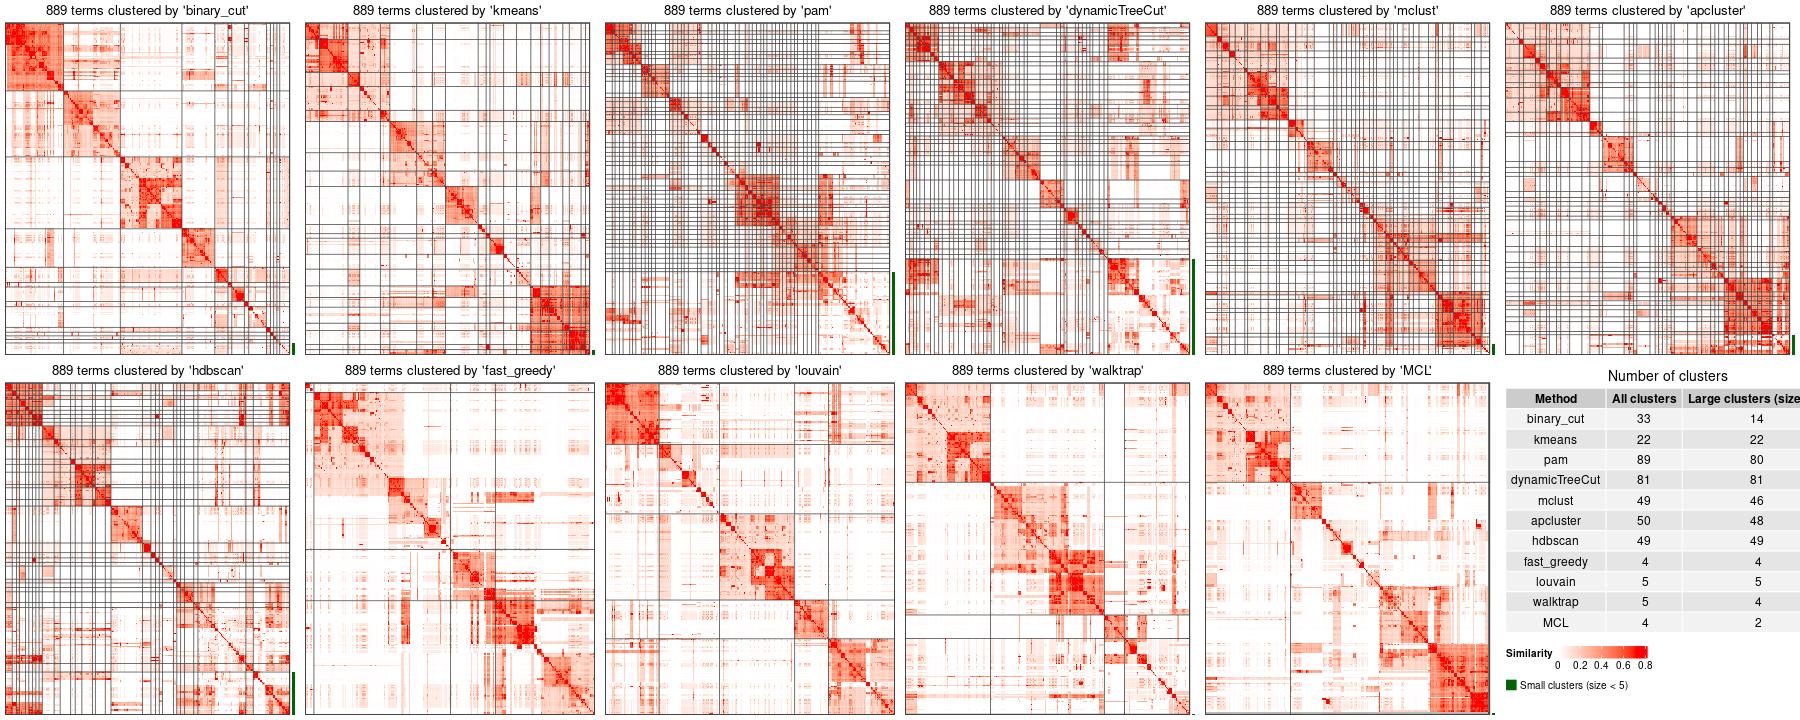 889 terms clustered by 'binary_cut'
889 terms clustered by 'kmeans'
889 terms clustered by 'pam'
889 terms clustered by 'dynamicTreeCut'
889 terms clustered by 'mclust'
889 terms clustered by 'apcluster'
889 terms clustered by 'hdbscan'
889 terms clustered by 'fast_greedy'
889 terms clustered by 'louvain'
889 terms clustered by 'walktrap'
889 terms clustered by 'MCL'
Number of clusters
Method All clusters Large clusters (size
binary_cut 33 14
kmeans 22 22
pam 89 80
dynamicTreeCut 81 81
mclust 49 46
apcluster 50 48
hdbscan 49 49
fast_greedy 4 4
louvain 5 5
walktrap 5 4
MCL 4 2
Similarity
0 0.2 0.4 0.6 0.8
Small clusters (size < 5)